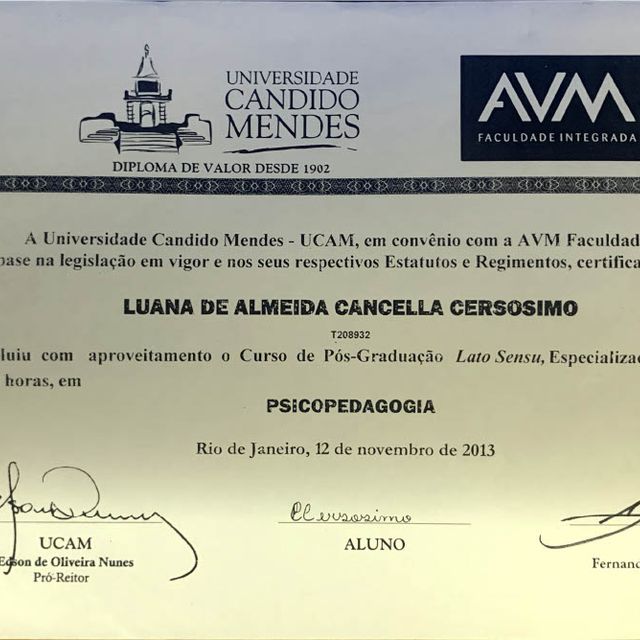 UNIVERSIDADE
CANDIDO
MENDES
DIPLOMA DE VALOR DESDE 1902
AVM
FACULDADE INTEGRADA
A Universidade Candido Mendes - UCAM, em convênio com a AVM Faculdad
base na legislação em vigor e nos seus respectivos Estatutos e Regimentos, certifica
LUANA DE ALMEIDA CANCELLA CERSOSIMO
T208932
luiu com aproveitamento o Curso de Pós-Graduação Lato Sensu, Especializaç
horas, em
PSICOPEDAGOGIA
Rio de Janeiro, 12 de novembro de 2013
LCersosimo
UCAM
Edson de Oliveira Nunes
Pró-Reitor
ALUNO
Fernand